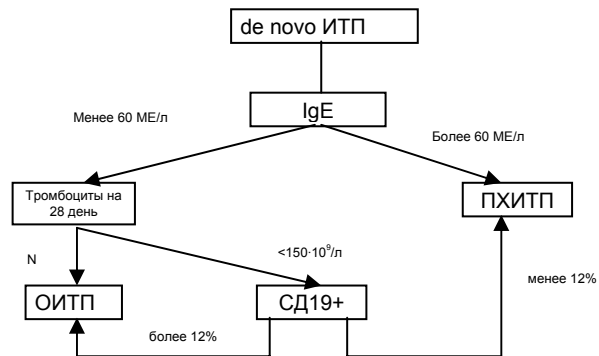 de novo ИТП
IgE
Менее 60 МЕ/л
Более 60 МЕ/л
Тромбоциты на
28 день
ПХИТП
N
<150·10⁹/л
менее 12%
ОИТП
СД19+
более 12%